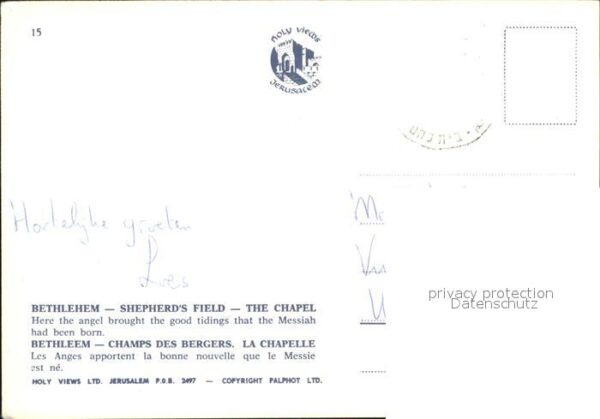 15
HOLY VIEWS
JERUSALEM
Hartelijke groeten
BETHLEHEM — SHEPHERD'S FIELD — THE CHAPEL
Here the angel brought the good tidings that the Messiah
had been born.
BETHLEEM — CHAMPS DES BERGERS. LA CHAPELLE
Les Anges apportent la bonne nouvelle que le Messie
est né.
HOLY VIEWS LTD. JERUSALEM P.O.B. 2497 — COPYRIGHT PALPHOT LTD.
privacy protection
Datenschutz